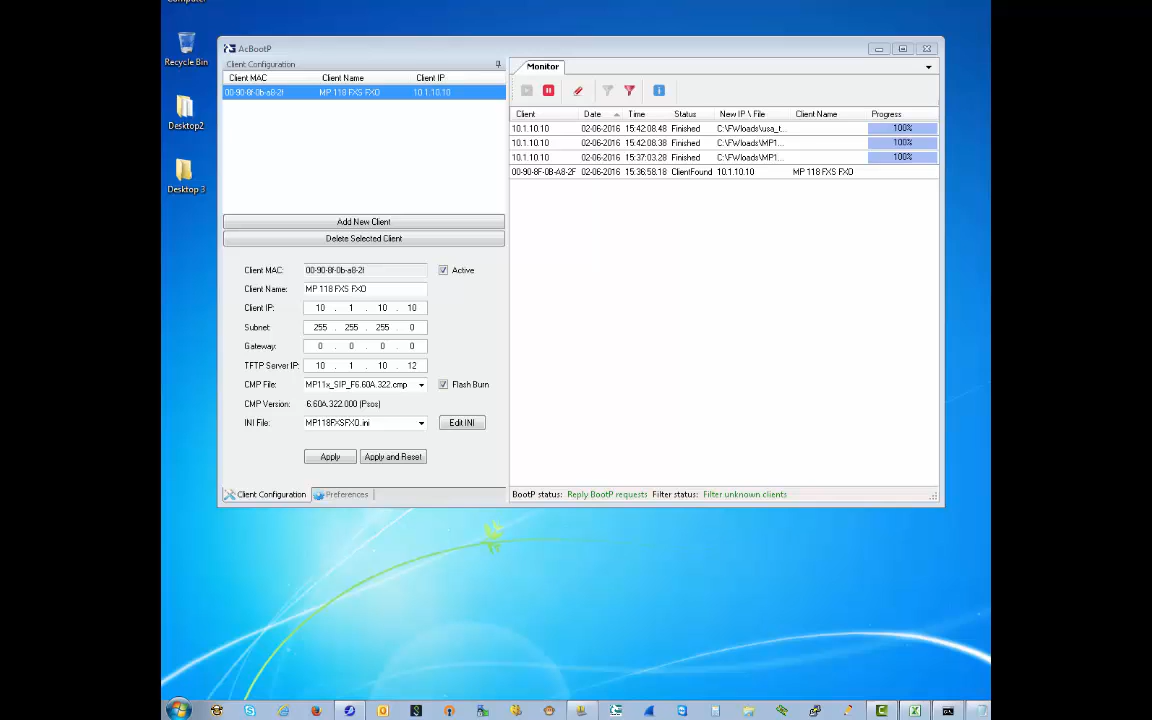 Computer
Recycle Bin
Desktop2
Desktop 3
AcBootP
Client Configuration
Client MAC Client Name Client IP
00-90-8f-0b-a8-2f MP 118 FXS FXO 10.1.10.10
Add New Client
Delete Selected Client
Client MAC: 00-90-8f-0b-a8-2f Active
Client Name: MP 118 FXS FXO
Client IP: 10 . 1 . 10 . 10
Subnet: 255 . 255 . 255 . 0
Gateway: 0 . 0 . 0 . 0
TFTP Server IP: 10 . 1 . 10 . 12
CMP File: MP11x_SIP_F6.60A.322.cmp Flash Burn
CMP Version: 6.60A.322.000 (Psos)
INI File: MP118FXSFXO.ini Edit INI
Apply Apply and Reset
Client Configuration Preferences
Monitor
Client Date Time Status New IP \ File Client Name Progress
10.1.10.10 02-06-2016 15:42:08.48 Finished C:\FWloads\usa_t... 100%
10.1.10.10 02-06-2016 15:42:08.38 Finished C:\FWloads\MP1... 100%
10.1.10.10 02-06-2016 15:37:03.28 Finished C:\FWloads\MP1... 100%
00-90-8F-0B-A8-2F 02-06-2016 15:36:58.18 ClientFound 10.1.10.10 MP 118 FXS FXO
BootP status: Reply BootP requests Filter status: Filter unknown clients